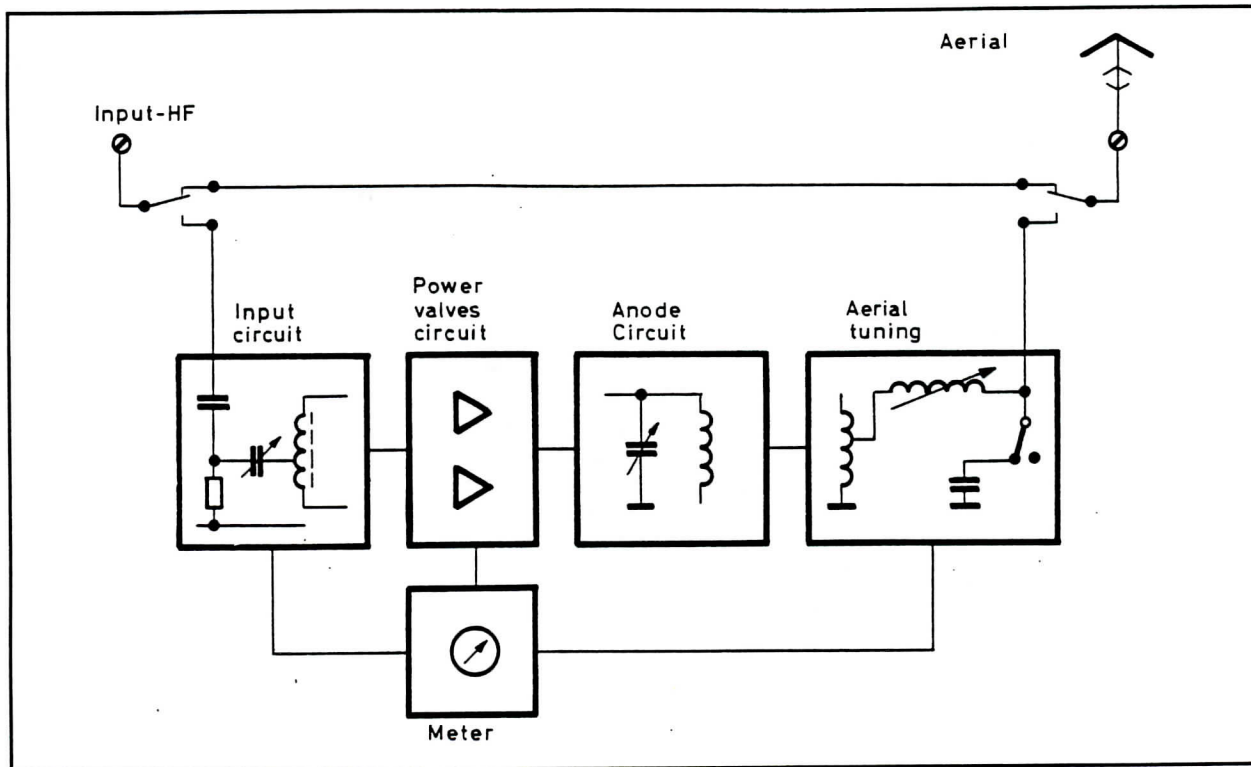 Aerial
Input-HF
Input
circuit
Power
valves
circuit
Anode
Circuit
Aerial
tuning
Meter